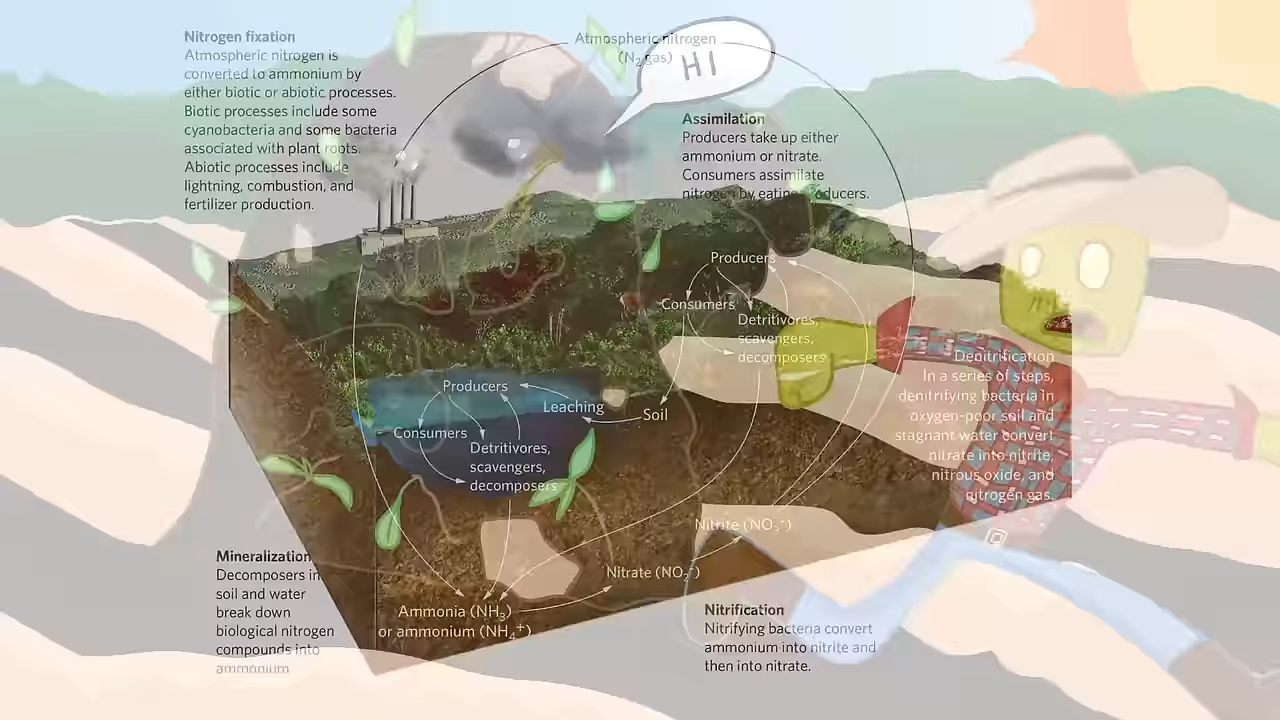 Nitrogen fixation
Atmospheric nitrogen is
converted to ammonium by
either biotic or abiotic processes.
Biotic processes include some
cyanobacteria and some bacteria
associated with plant roots.
Abiotic processes include
lightning, combustion, and
fertilizer production.
Atmospheric nitrogen
(N₂ gas)
HI
Assimilation
Producers take up either
ammonium or nitrate.
Consumers assimilate
nitrogen by eating producers.
Producers
Consumers
Detritivores,
scavengers,
decomposers
Producers
Leaching
Soil
Consumers
Detritivores,
scavengers,
decomposers
Denitrification
In a series of steps,
denitrifying bacteria in
oxygen-poor soil and
stagnant water convert
nitrate into nitrite,
nitrous oxide, and
nitrogen gas.
Nitrite (NO₃⁻)
Nitrate (NO₂⁻)
Ammonia (NH₃)
or ammonium (NH₄⁺)
Mineralization
Decomposers in
soil and water
break down
biological nitrogen
compounds into
ammonium
Nitrification
Nitrifying bacteria convert
ammonium into nitrite and
then into nitrate.